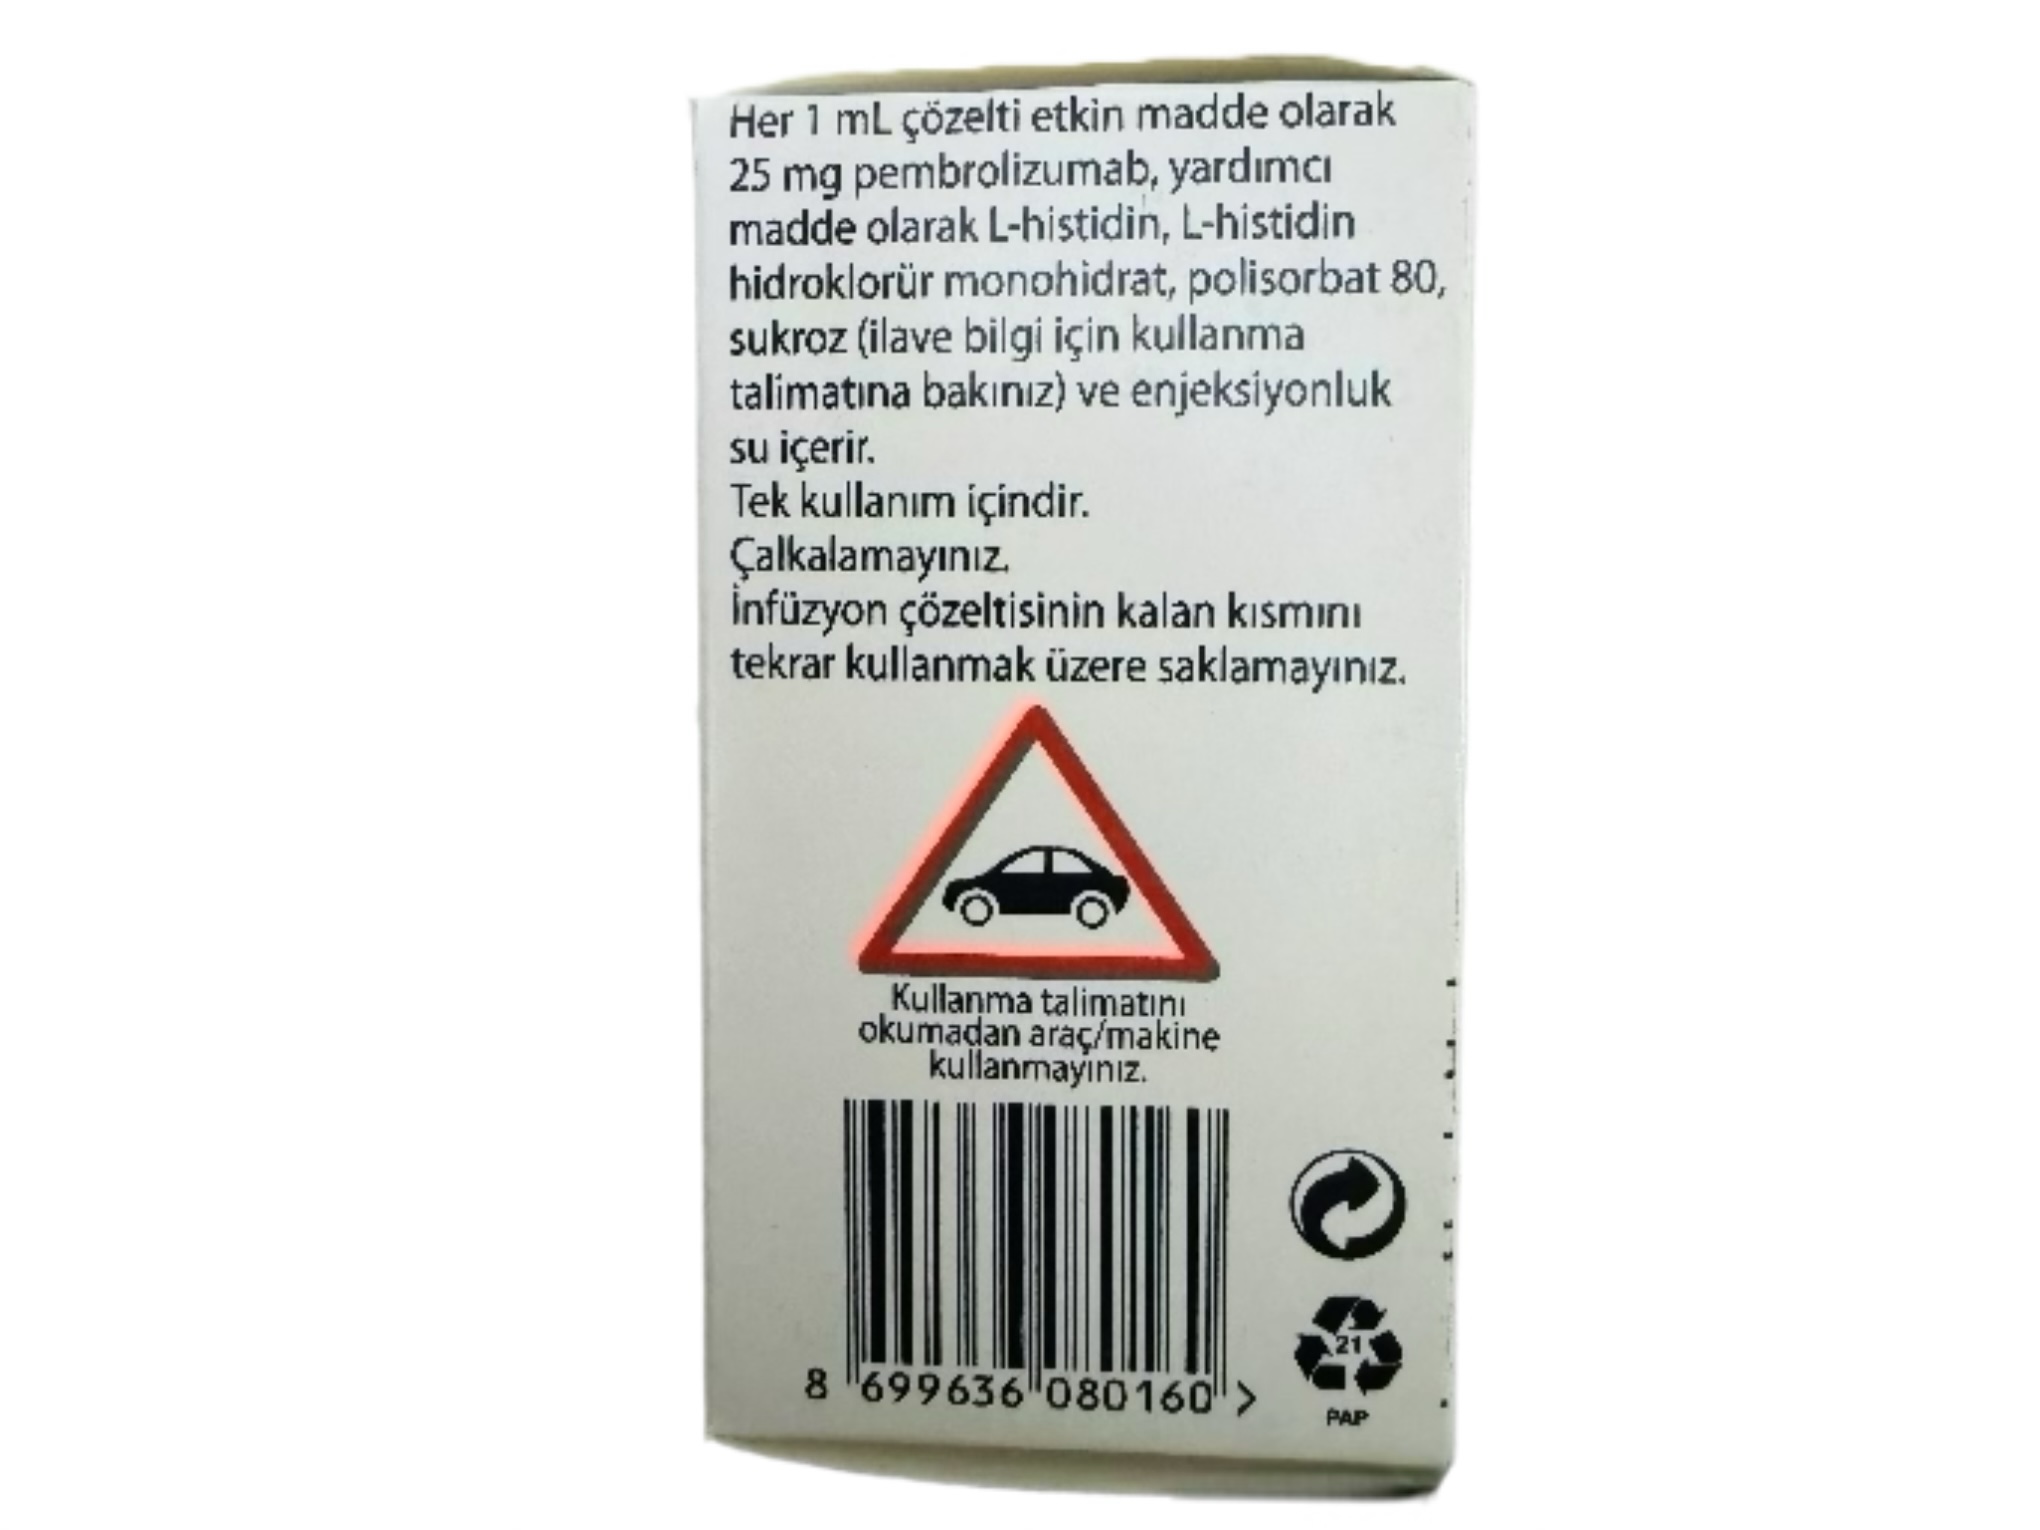 Her 1 mL çözelti etkin madde olarak
25 mg pembrolizumab, yardımcı
madde olarak L-histidin, L-histidin
hidroklorür monohidrat, polisorbat 80,
sukroz (ilave bilgi için kullanma
talimatına bakınız) ve enjeksiyonluk
su içerir.
Tek kullanım içindir.
Çalkalamayınız.
İnfüzyon çözeltisinin kalan kısmını
tekrar kullanmak üzere saklamayınız.
Kullanma talimatını
okumadan araç/makine
kullanmayınız.
8 699636 080160 >
21
PAP